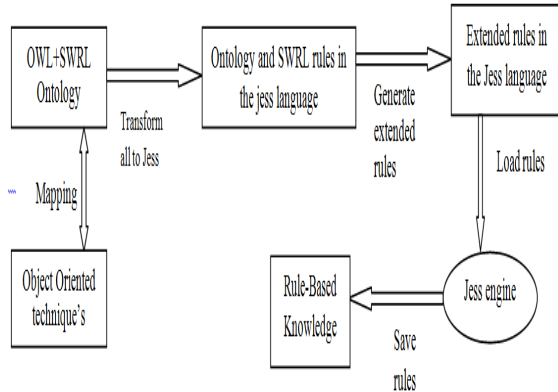 OWL+SWRL
Ontology
Transform
all to Jess
Ontology and SWRL rules in
the jess language
Generate
extended
rules
Extended rules in
the Jess language
Load rules
Mapping
Object Oriented
technique's
Rule-Based
Knowledge
Save
rules
Jess engine